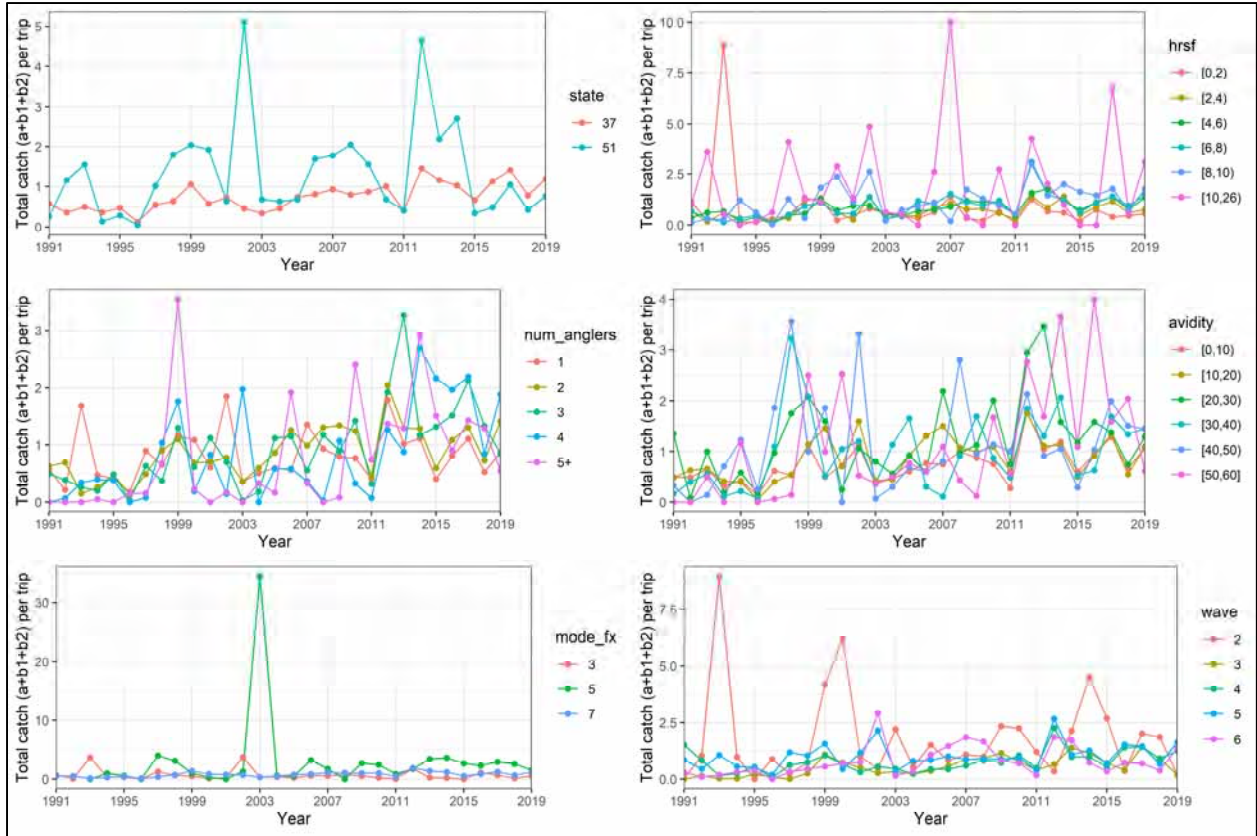 Total catch (a+b1+b2) per trip
5
4
3
2
1
0
1991 1995 1999 2003 2007 2011 2015 2019
Year
state
37
51
Total catch (a+b1+b2) per trip
10.0
7.5
5.0
2.5
0.0
1991 1995 1999 2003 2007 2011 2015 2019
Year
hrsf
[0,2)
[2,4)
[4,6)
[6,8)
[8,10)
[10,26)
Total catch (a+b1+b2) per trip
3
2
1
0
1991 1995 1999 2003 2007 2011 2015 2019
Year
num_anglers
1
2
3
4
5+
Total catch (a+b1+b2) per trip
4
3
2
1
0
1991 1995 1999 2003 2007 2011 2015 2019
Year
avidity
[0,10)
[10,20)
[20,30)
[30,40)
[40,50)
[50,60]
Total catch (a+b1+b2) per trip
30
20
10
0
1991 1995 1999 2003 2007 2011 2015 2019
Year
mode_fx
3
5
7
Total catch (a+b1+b2) per trip
7.5
5.0
2.5
0.0
1991 1995 1999 2003 2007 2011 2015 2019
Year
wave
2
3
4
5
6